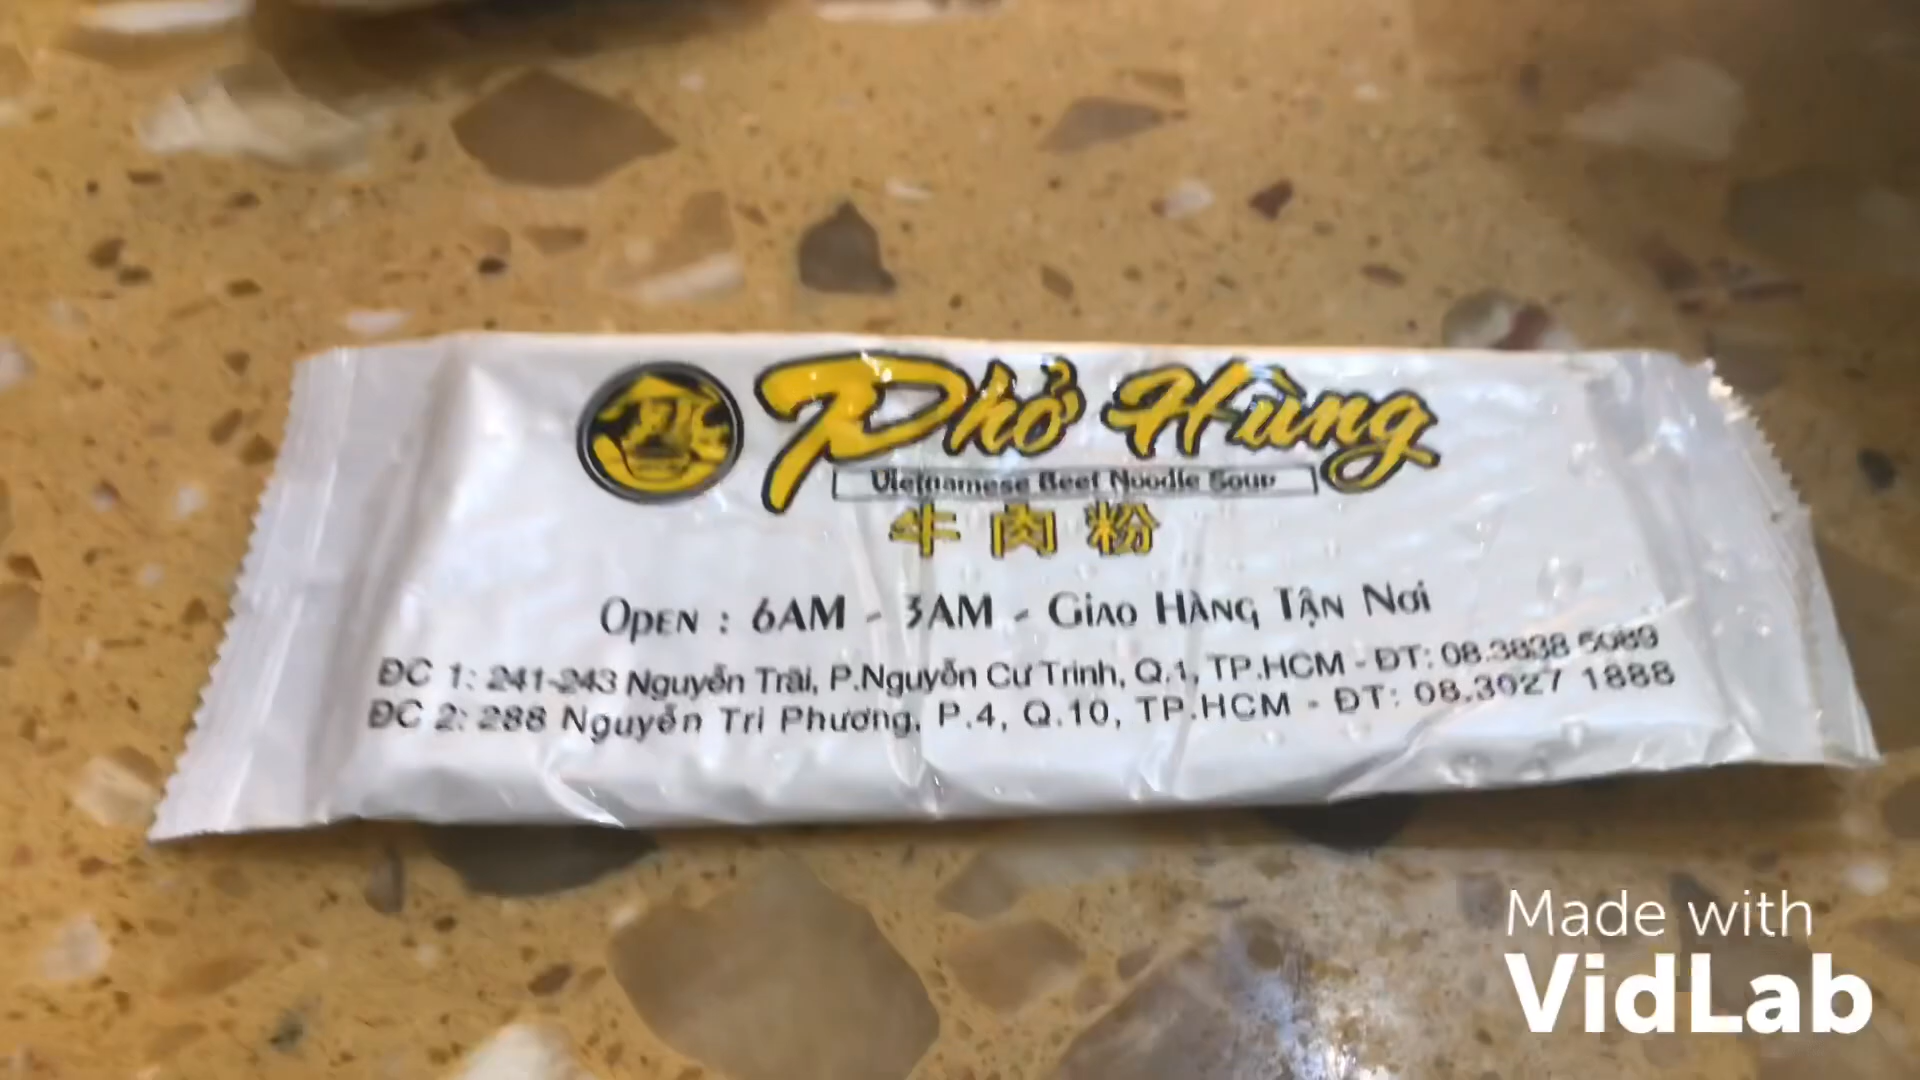 Phở Hùng
Vietnamese Beef Noodle Soup
牛肉粉
Open : 6AM - 3AM - Giao Hàng Tận Nơi
ĐC 1: 241-243 Nguyễn Trãi, P.Nguyễn Cư Trinh, Q.1, TP.HCM - ĐT: 08.3838 5089
ĐC 2: 288 Nguyễn Tri Phương, P.4, Q.10, TP.HCM - ĐT: 08.3927 1888
Made with
VidLab